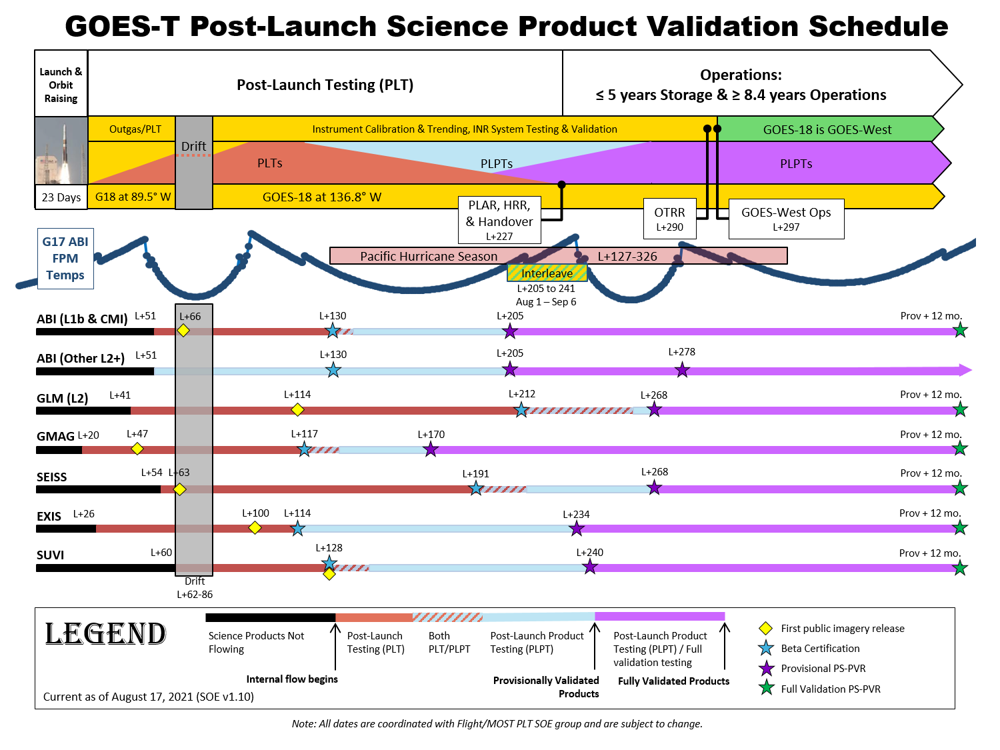 GOES-T Post-Launch Science Product Validation Schedule
Launch &
Orbit
Raising
Post-Launch Testing (PLT)
Operations:
≤ 5 years Storage & ≥ 8.4 years Operations
Outgas/PLT
Drift
Instrument Calibration & Trending, INR System Testing & Validation
GOES-18 is GOES-West
PLTs
PLPTs
PLPTs
23 Days
G18 at 89.5° W
GOES-18 at 136.8° W
PLAR, HRR,
& Handover
L+227
OTRR
L+290
GOES-West Ops
L+297
G17 ABI
FPM
Temps
Pacific Hurricane Season
L+127-326
Interleave
L+205 to 241
Aug 1 – Sep 6
ABI (L1b & CMI)
L+51
L+66
L+130
L+205
Prov + 12 mo.
ABI (Other L2+)
L+51
L+130
L+205
L+278
GLM (L2)
L+41
L+114
L+212
L+268
Prov + 12 mo.
GMAG
L+20
L+47
L+117
L+170
Prov + 12 mo.
SEISS
L+54
L+63
L+191
L+268
Prov + 12 mo.
EXIS
L+26
L+100
L+114
L+234
Prov + 12 mo.
SUVI
L+60
L+128
L+240
Prov + 12 mo.
Drift
L+62-86
LEGEND
Science Products Not
Flowing
Post-Launch
Testing (PLT)
Both
PLT/PLPT
Post-Launch Product
Testing (PLPT)
Post-Launch Product
Testing (PLPT) / Full
validation testing
Internal flow begins
Provisionally Validated
Products
Fully Validated Products
First public imagery release
Beta Certification
Provisional PS-PVR
Full Validation PS-PVR
Current as of August 17, 2021 (SOE v1.10)
Note: All dates are coordinated with Flight/MOST PLT SOE group and are subject to change.